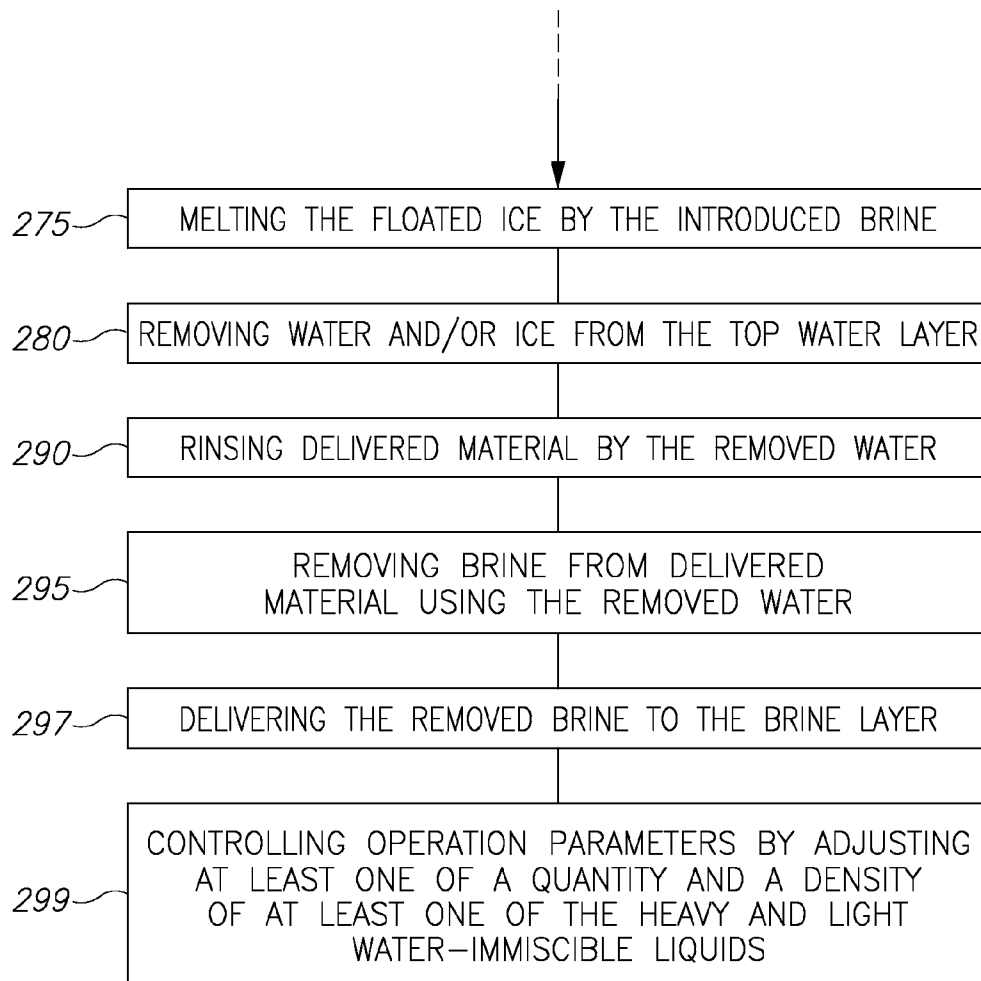 275 MELTING THE FLOATED ICE BY THE INTRODUCED BRINE
280 REMOVING WATER AND/OR ICE FROM THE TOP WATER LAYER
290 RINSING DELIVERED MATERIAL BY THE REMOVED WATER
295 REMOVING BRINE FROM DELIVERED
MATERIAL USING THE REMOVED WATER
297 DELIVERING THE REMOVED BRINE TO THE BRINE LAYER
299 CONTROLLING OPERATION PARAMETERS BY ADJUSTING
AT LEAST ONE OF A QUANTITY AND A DENSITY
OF AT LEAST ONE OF THE HEAVY AND LIGHT
WATER-IMMISCIBLE LIQUIDS